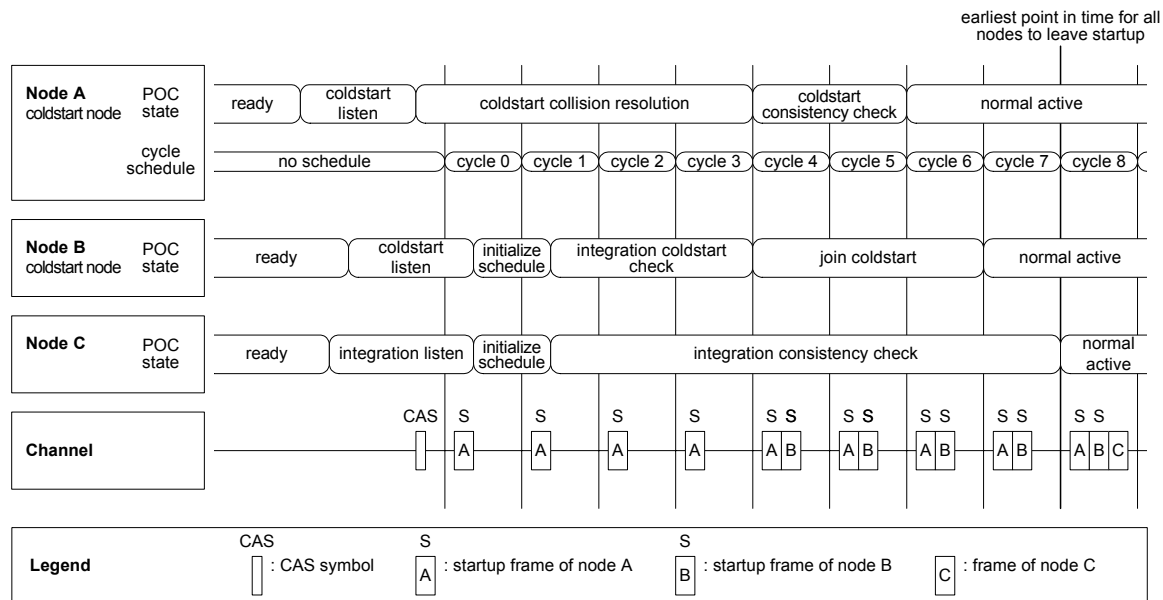 earliest point in time for all
nodes to leave startup
Node A
coldstart node
POC
state
ready
coldstart
listen
coldstart collision resolution
coldstart
consistency check
normal active
cycle
schedule
no schedule
cycle 0
cycle 1
cycle 2
cycle 3
cycle 4
cycle 5
cycle 6
cycle 7
cycle 8
Node B
coldstart node
POC
state
ready
coldstart
listen
initialize
schedule
integration coldstart
check
join coldstart
normal active
Node C
POC
state
ready
integration listen
initialize
schedule
integration consistency check
normal
active
CAS S S S S S S S S S S S S S S
Channel
A A A A A B A B A B A B A B C
Legend
CAS
: CAS symbol
S
A : startup frame of node A
S
B : startup frame of node B
C : frame of node C